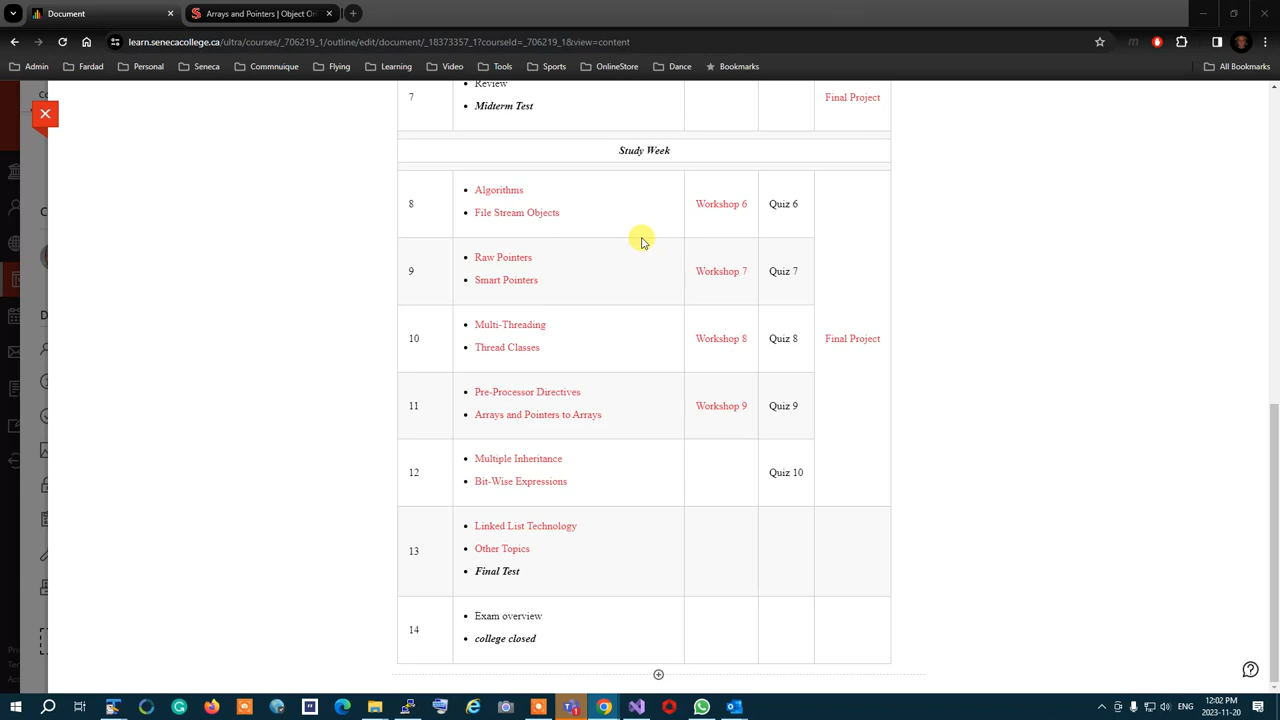 Document
Arrays and Pointers | Object Ori
learn.senecacollege.ca/ultra/courses/_706219_1/outline/edit/document/_18373357_1?courseId=_706219_1&view=content
Admin
Fardad
Personal
Seneca
Commnuique
Flying
Learning
Video
Tools
Sports
OnlineStore
Dance
Bookmarks
All Bookmarks
7
Review
Midterm Test
Final Project
Study Week
8
Algorithms
File Stream Objects
Workshop 6
Quiz 6
9
Raw Pointers
Smart Pointers
Workshop 7
Quiz 7
10
Multi-Threading
Thread Classes
Workshop 8
Quiz 8
Final Project
11
Pre-Processor Directives
Arrays and Pointers to Arrays
Workshop 9
Quiz 9
12
Multiple Inheritance
Bit-Wise Expressions
Quiz 10
13
Linked List Technology
Other Topics
Final Test
14
Exam overview
college closed
ENG
12:02 PM
2023-11-20